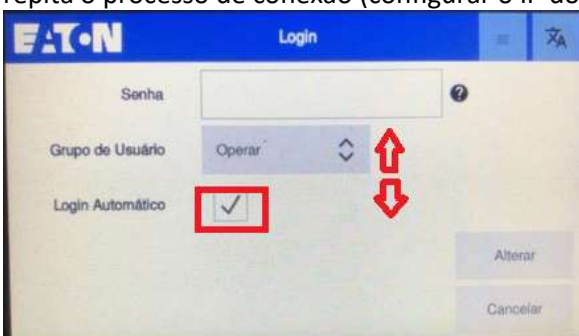 repita o processo de conexão (configurar o IP do
EATON Login
Senha
Grupo de Usuário Operar
Login Automático
Alterar
Cancelar